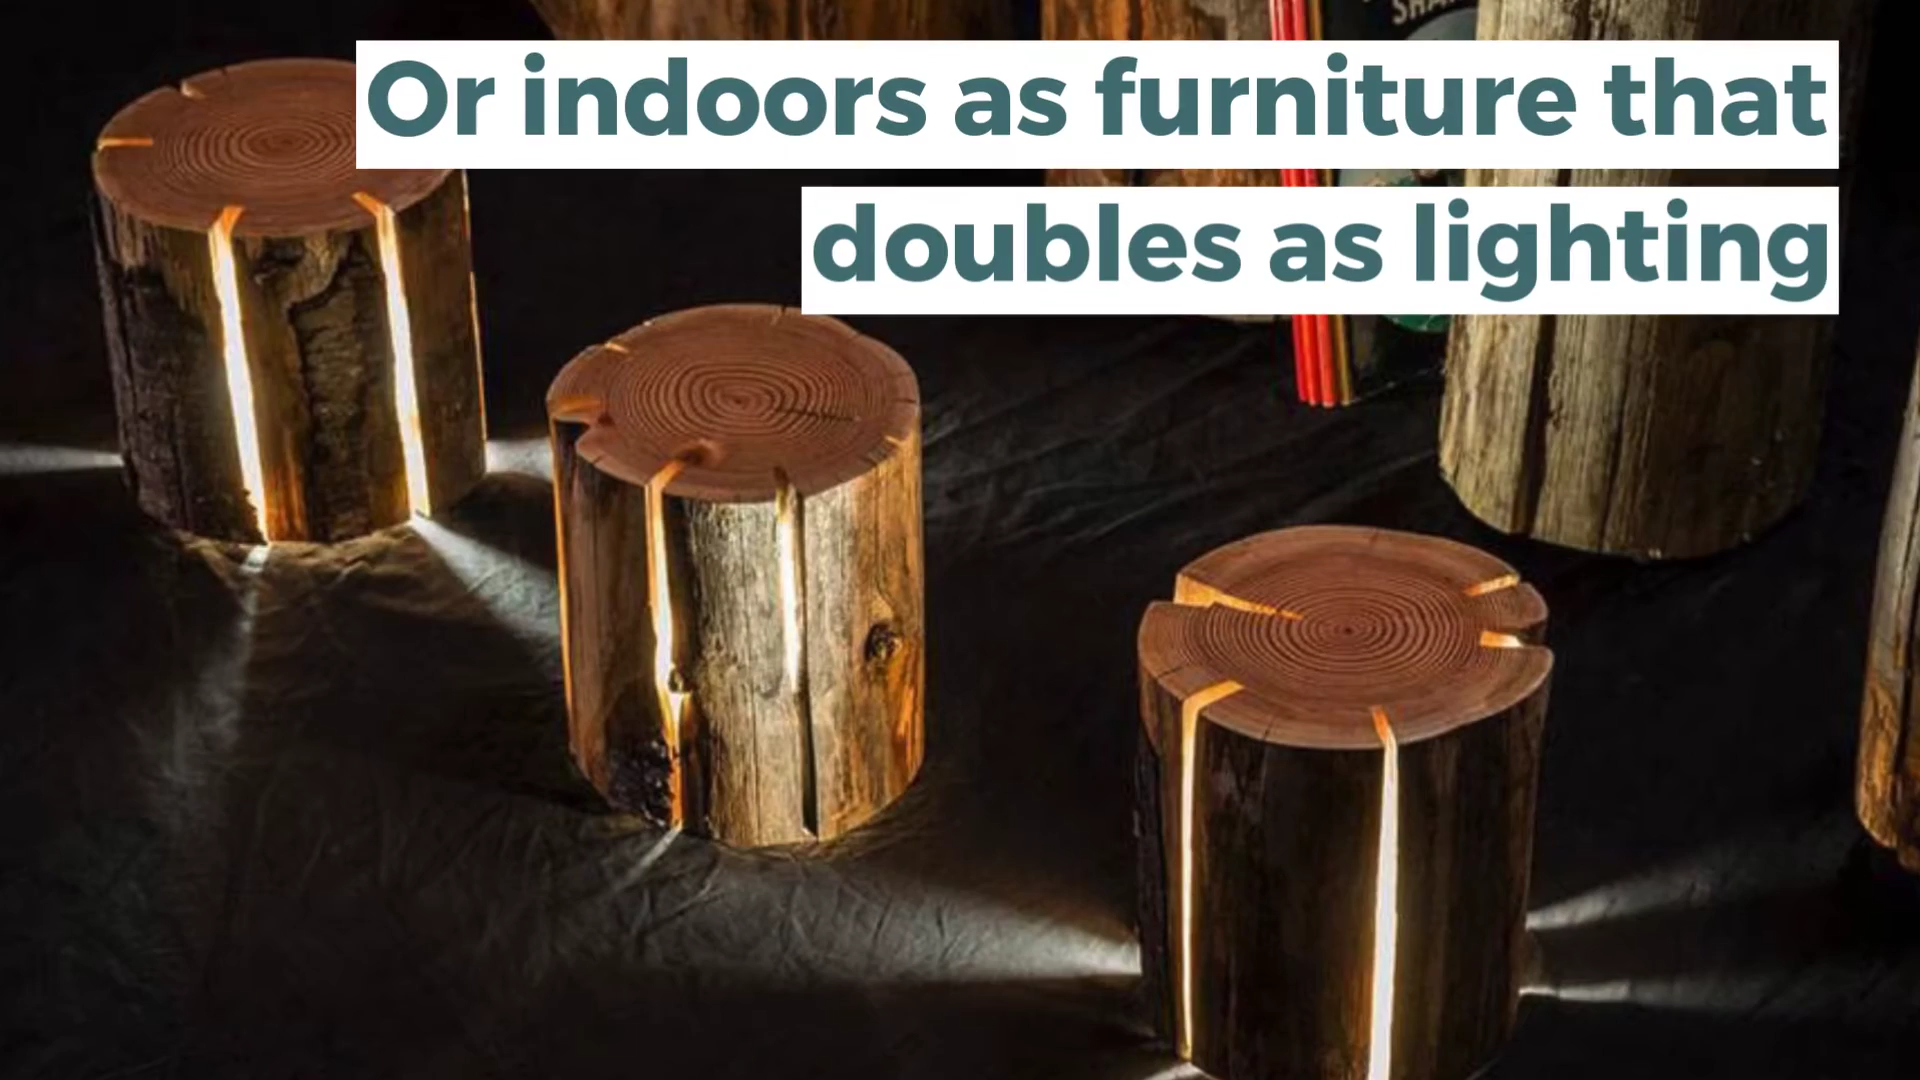 Or indoors as furniture that
doubles as lighting